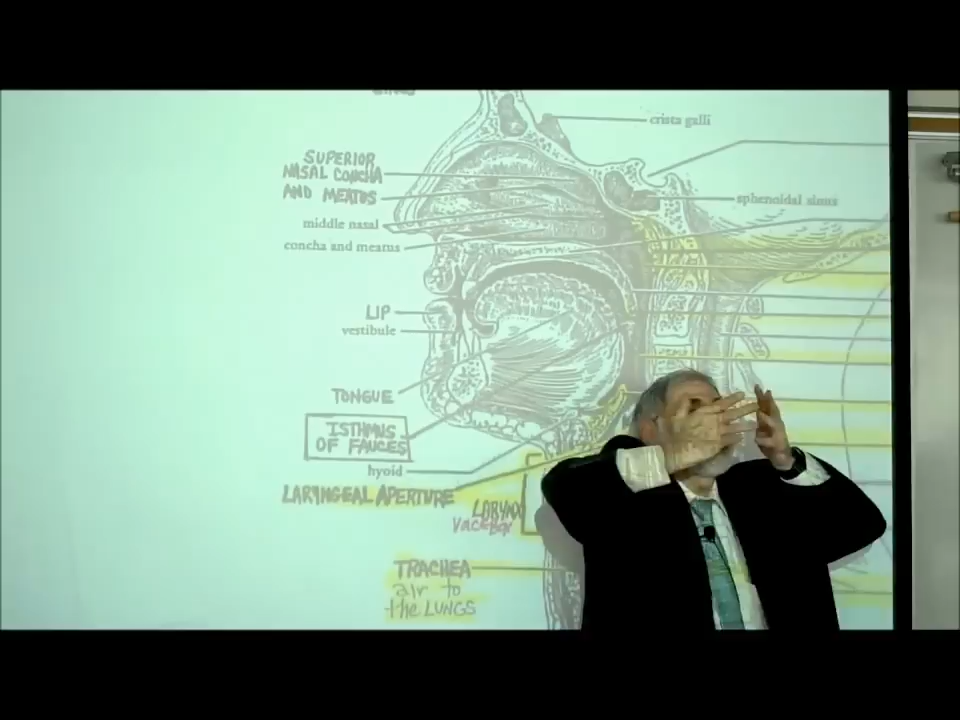 crista galli
SUPERIOR
NASAL CONCHA
AND MEATUS
sphenoidal sinus
middle nasal
concha and meatus
LIP
vestibule
TONGUE
ISTHMUS
OF FAUCES
hyoid
LARYNGEAL APERTURE
LARYNX
TRACHEA
air to
the LUNGS